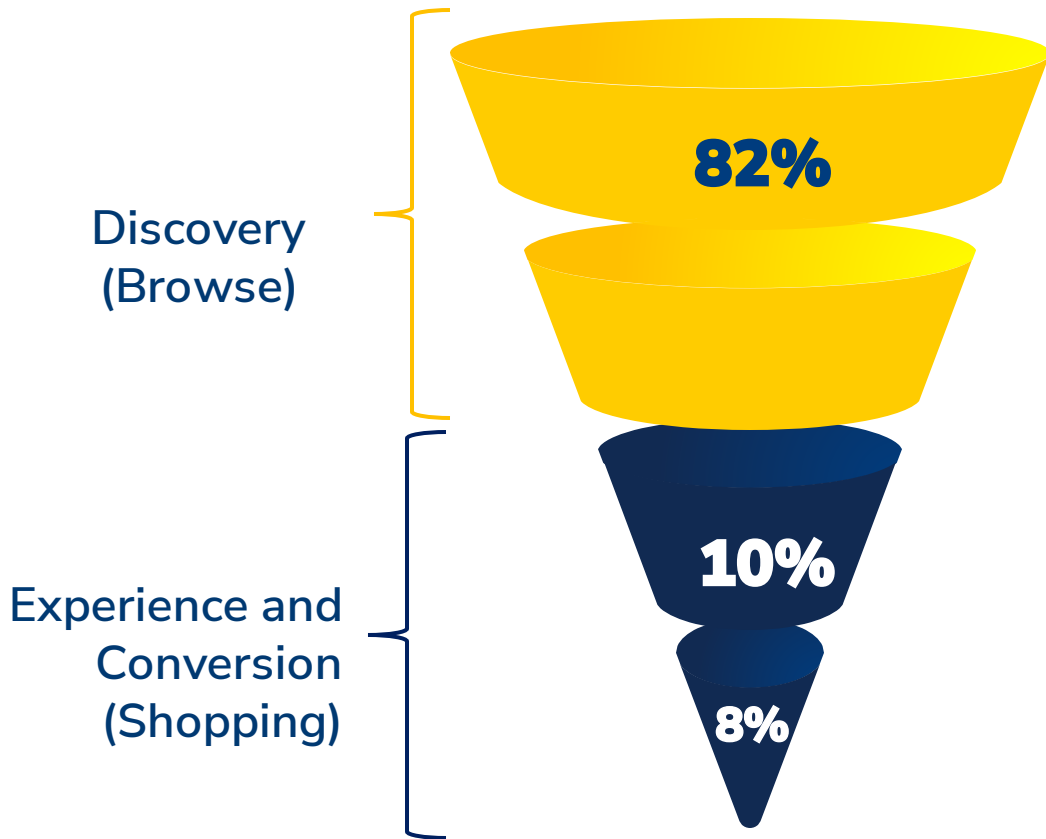 82%
Discovery
(Browse)
10%
Experience and
Conversion
(Shopping)
8%